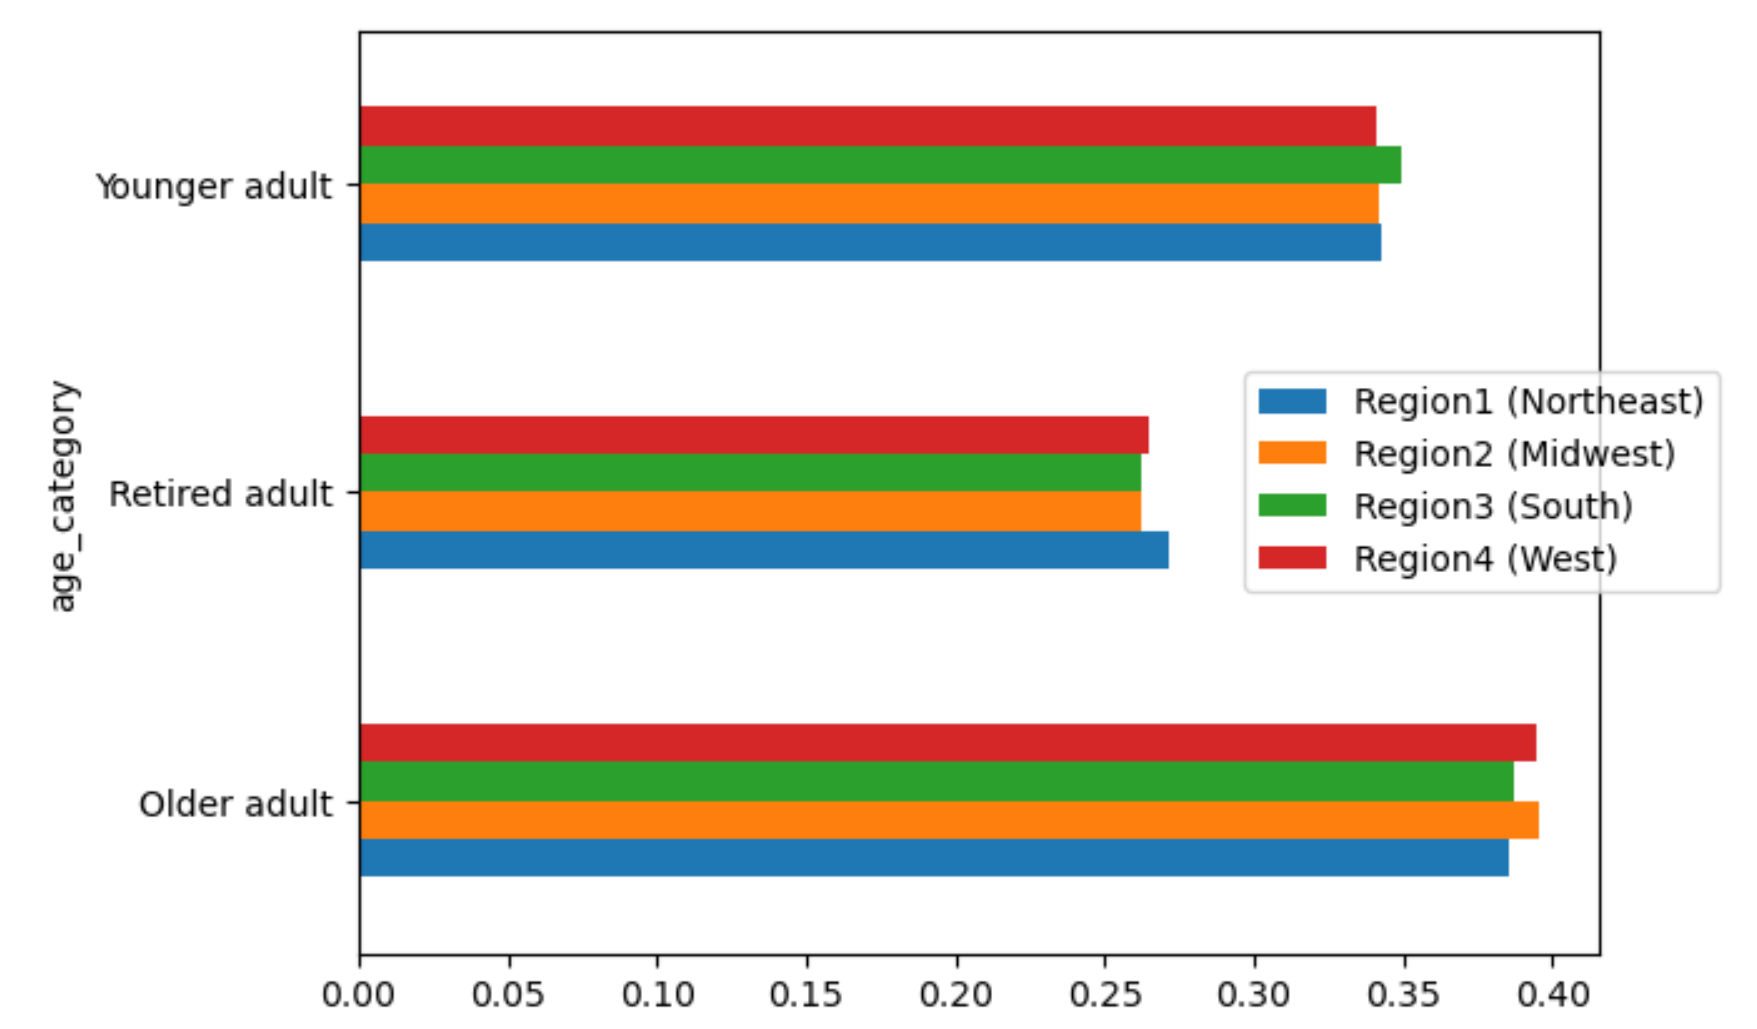 Younger adult
Retired adult
Older adult
age_category
Region1 (Northeast)
Region2 (Midwest)
Region3 (South)
Region4 (West)
0.00 0.05 0.10 0.15 0.20 0.25 0.30 0.35 0.40